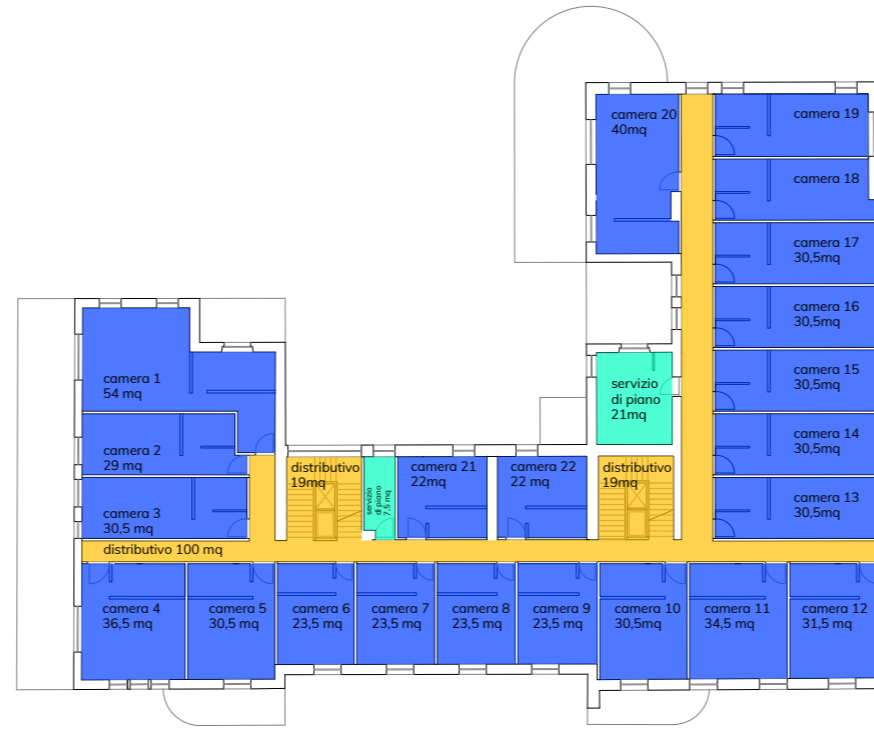 camera 20
40mq
camera 19
camera 18
camera 17
30,5mq
camera 16
30,5mq
camera 15
30,5mq
camera 14
30,5mq
camera 13
30,5mq
servizio
di piano
21mq
camera 1
54 mq
camera 2
29 mq
camera 3
30,5 mq
distributivo
19mq
servizio
di piano
7,5 mq
camera 21
22mq
camera 22
22 mq
distributivo
19mq
distributivo 100 mq
camera 4
36,5 mq
camera 5
30,5 mq
camera 6
23,5 mq
camera 7
23,5 mq
camera 8
23,5 mq
camera 9
23,5 mq
camera 10
30,5mq
camera 11
34,5 mq
camera 12
31,5 mq